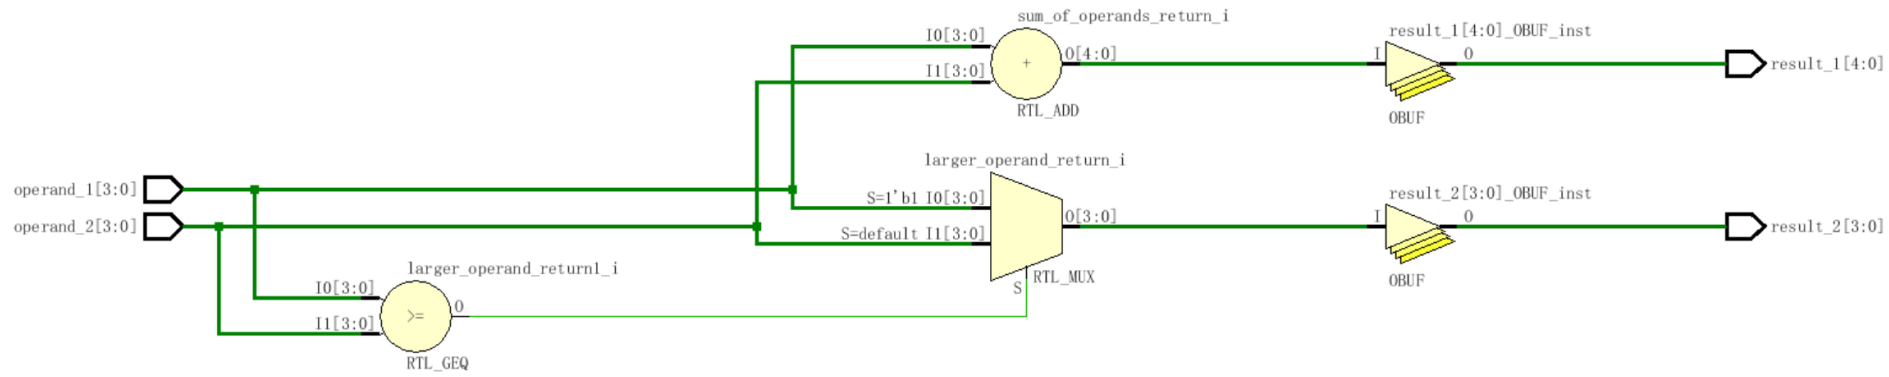 sum_of_operands_return_i
I0[3:0]
I1[3:0]
+
O[4:0]
RTL_ADD
result_1[4:0]_OBUF_inst
I
O
OBUF
result_1[4:0]
operand_1[3:0]
operand_2[3:0]
larger_operand_return_i
S=1'b1 I0[3:0]
S=default I1[3:0]
O[3:0]
S
RTL_MUX
result_2[3:0]_OBUF_inst
I
O
OBUF
result_2[3:0]
larger_operand_return1_i
I0[3:0]
I1[3:0]
>=
O
RTL_GEQ